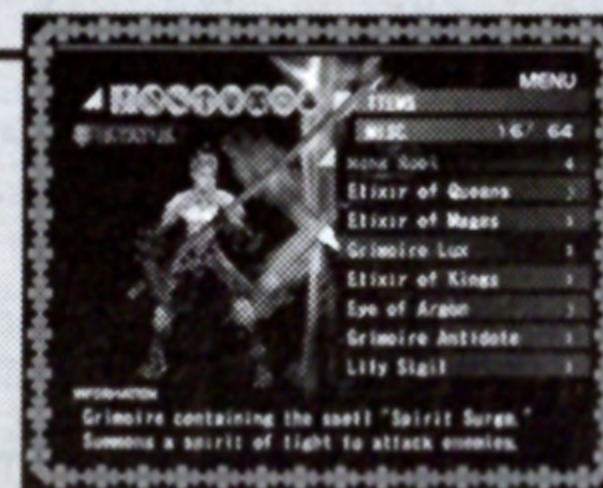 MENU
ITEMS
STATUS
MISC 16/ 64
Root 4
Elixir of Queens
Elixir of Mages
Grimoire Lux
Elixir of Kings
Eye of Argon
Grimoire Antidote
Lily Sigil
INFORMATION
Grimoire containing the spell "Spirit Surge."
Summons a spirit of light to attack enemies.